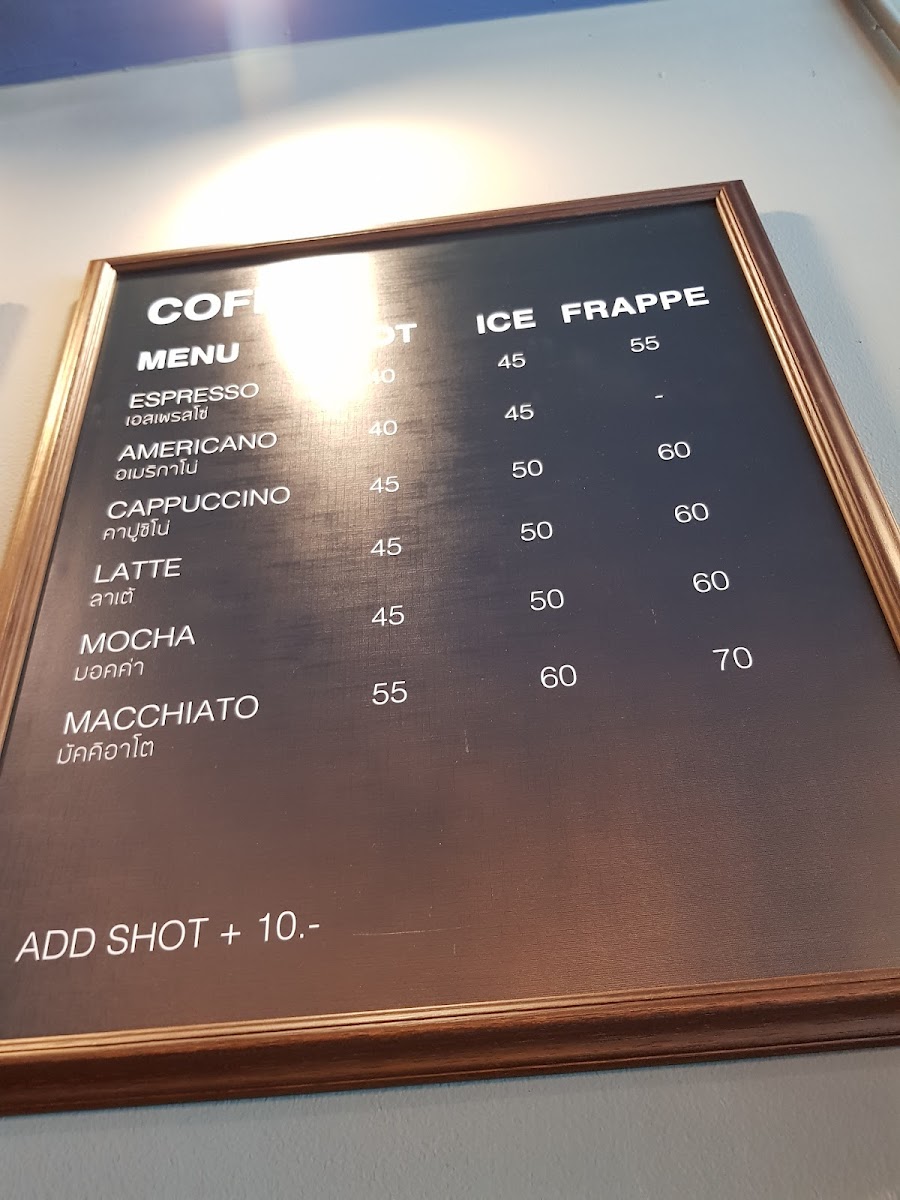 MENU ICE FRAPPE
ESPRESSO 45 55
เอสเพรสโซ่
AMERICANO 40 45 -
อเมริกาโน่
CAPPUCCINO 45 50 60
คาปูชิโน่
LATTE 45 50 60
ลาเต้
MOCHA 45 50 60
มอคค่า
MACCHIATO 55 60 70
มัคคิอาโต
ADD SHOT + 10.-